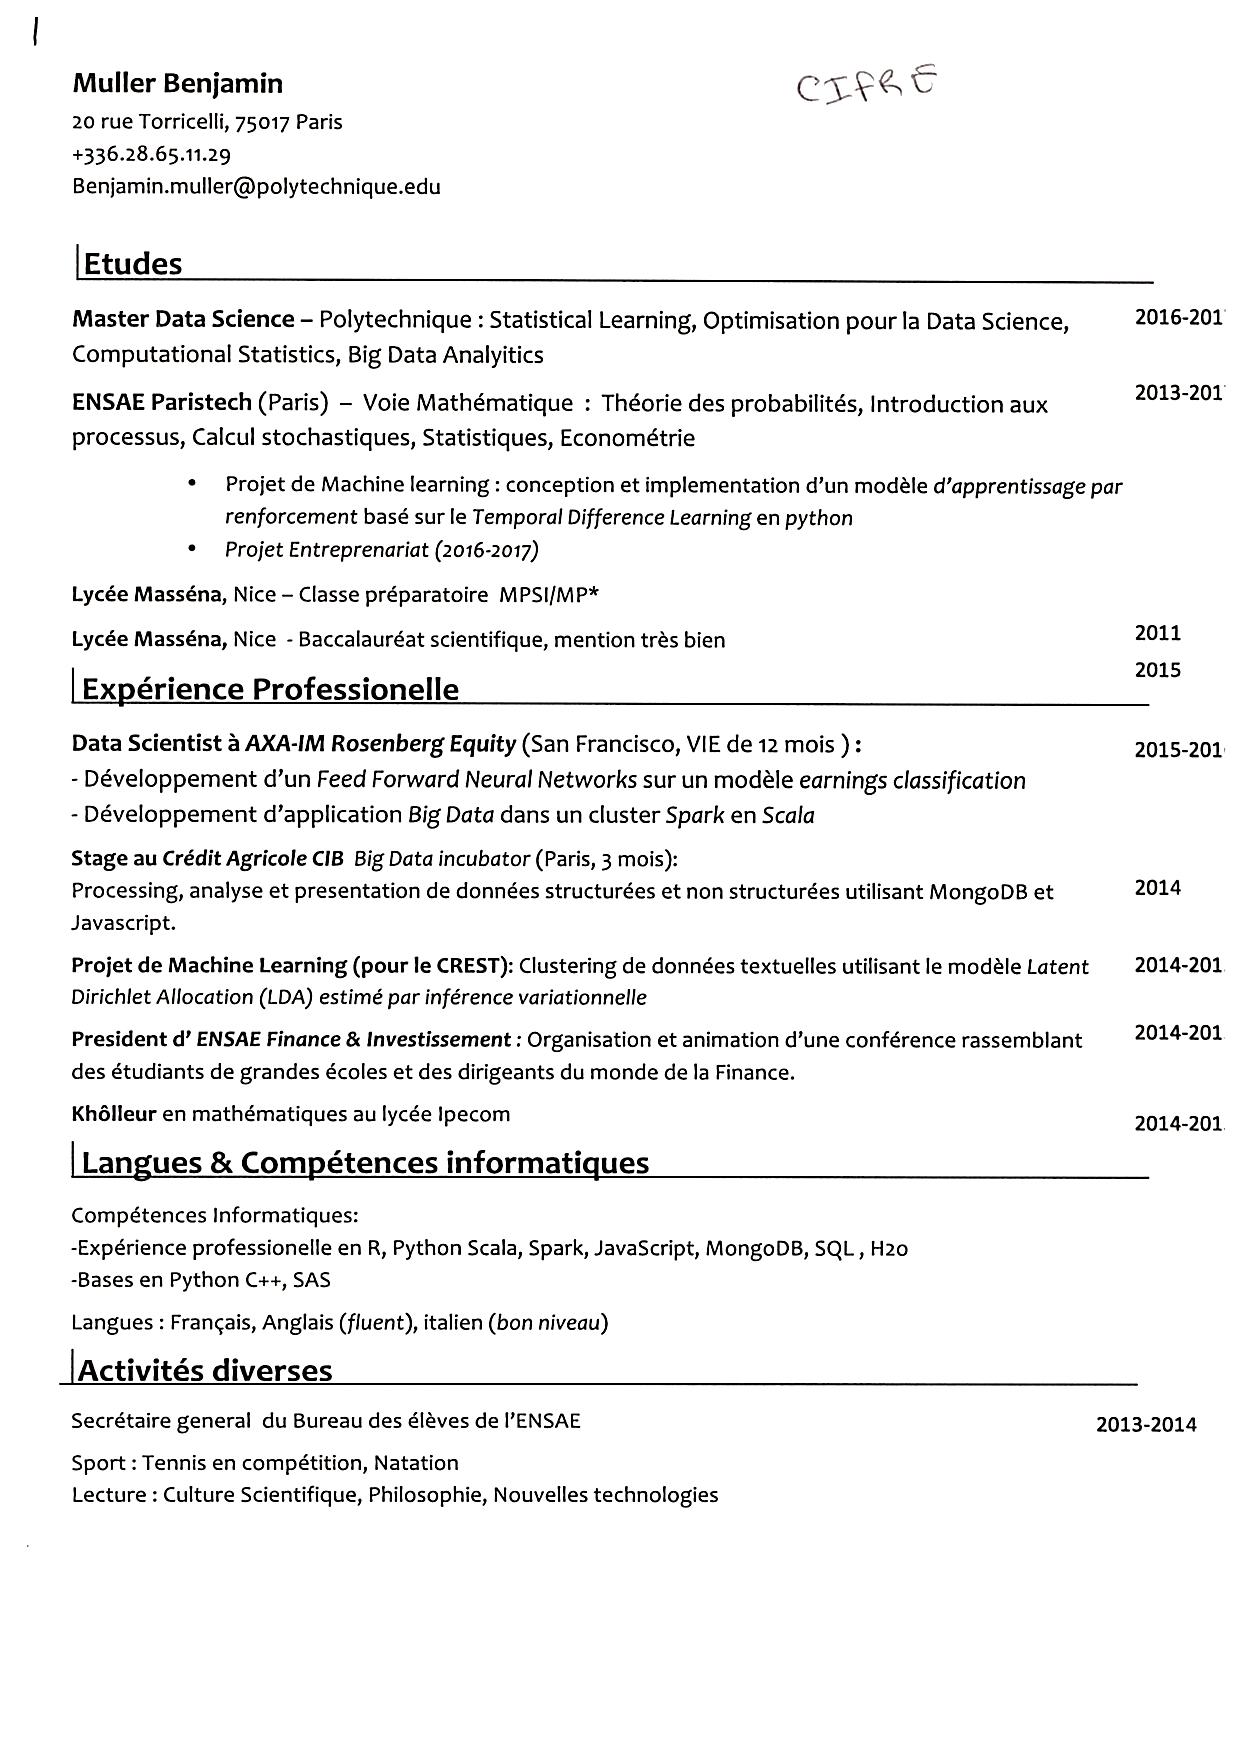 CIFRE
Muller Benjamin
20 rue Torricelli, 75017 Paris
+336.28.65.11.29
Benjamin.muller@polytechnique.edu
Etudes
Master Data Science – Polytechnique : Statistical Learning, Optimisation pour la Data Science, 2016-201
Computational Statistics, Big Data Analyitics
ENSAE Paristech (Paris) – Voie Mathématique : Théorie des probabilités, Introduction aux 2013-201
processus, Calcul stochastiques, Statistiques, Econométrie
• Projet de Machine learning : conception et implementation d'un modèle d'apprentissage par
renforcement basé sur le Temporal Difference Learning en python
• Projet Entreprenariat (2016-2017)
Lycée Masséna, Nice – Classe préparatoire MPSI/MP*
Lycée Masséna, Nice - Baccalauréat scientifique, mention très bien 2011
2015
Expérience Professionelle
Data Scientist à AXA-IM Rosenberg Equity (San Francisco, VIE de 12 mois ) : 2015-201
- Développement d'un Feed Forward Neural Networks sur un modèle earnings classification
- Développement d'application Big Data dans un cluster Spark en Scala
Stage au Crédit Agricole CIB Big Data incubator (Paris, 3 mois):
Processing, analyse et presentation de données structurées et non structurées utilisant MongoDB et 2014
Javascript.
Projet de Machine Learning (pour le CREST): Clustering de données textuelles utilisant le modèle Latent 2014-201
Dirichlet Allocation (LDA) estimé par inférence variationnelle
President d' ENSAE Finance & Investissement : Organisation et animation d'une conférence rassemblant 2014-201
des étudiants de grandes écoles et des dirigeants du monde de la Finance.
Khôlleur en mathématiques au lycée Ipecom 2014-201
Langues & Compétences informatiques
Compétences Informatiques:
-Expérience professionelle en R, Python Scala, Spark, JavaScript, MongoDB, SQL , H2o
-Bases en Python C++, SAS
Langues : Français, Anglais (fluent), italien (bon niveau)
Activités diverses
Secrétaire general du Bureau des élèves de l'ENSAE 2013-2014
Sport : Tennis en compétition, Natation
Lecture : Culture Scientifique, Philosophie, Nouvelles technologies